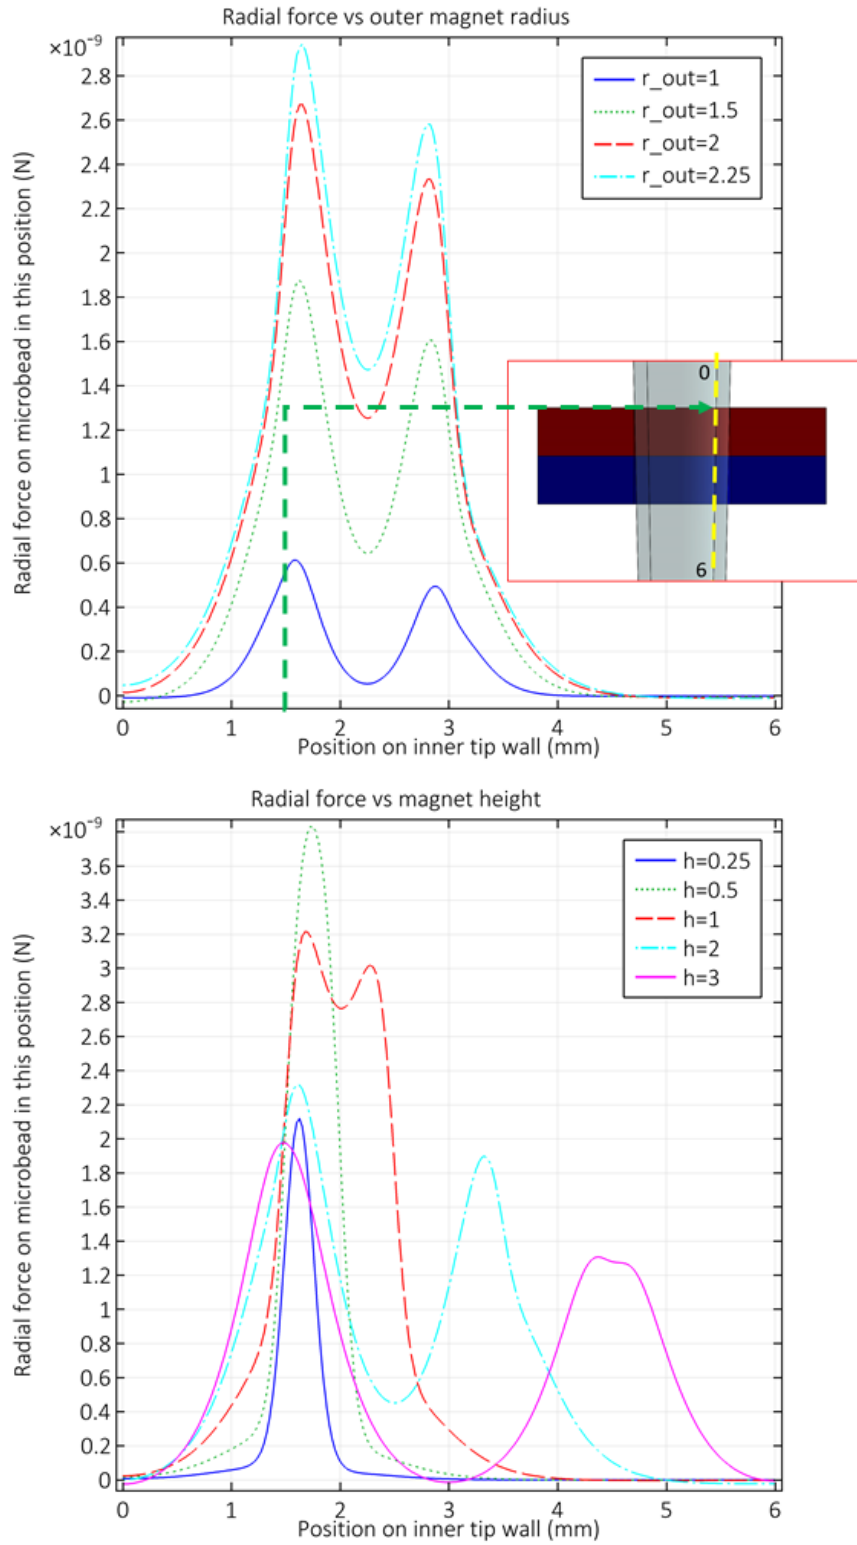 Radial force vs outer magnet radius
×10⁻⁹
Radial force on microbead in this position (N)
2.8
2.6
2.4
2.2
2
1.8
1.6
1.4
1.2
1
0.8
0.6
0.4
0.2
0
r_out=1
r_out=1.5
r_out=2
r_out=2.25
0
6
0 1 2 3 4 5 6
Position on inner tip wall (mm)
Radial force vs magnet height
×10⁻⁹
Radial force on microbead in this position (N)
3.6
3.4
3.2
3
2.8
2.6
2.4
2.2
2
1.8
1.6
1.4
1.2
1
0.8
0.6
0.4
0.2
0
h=0.25
h=0.5
h=1
h=2
h=3
0 1 2 3 4 5 6
Position on inner tip wall (mm)